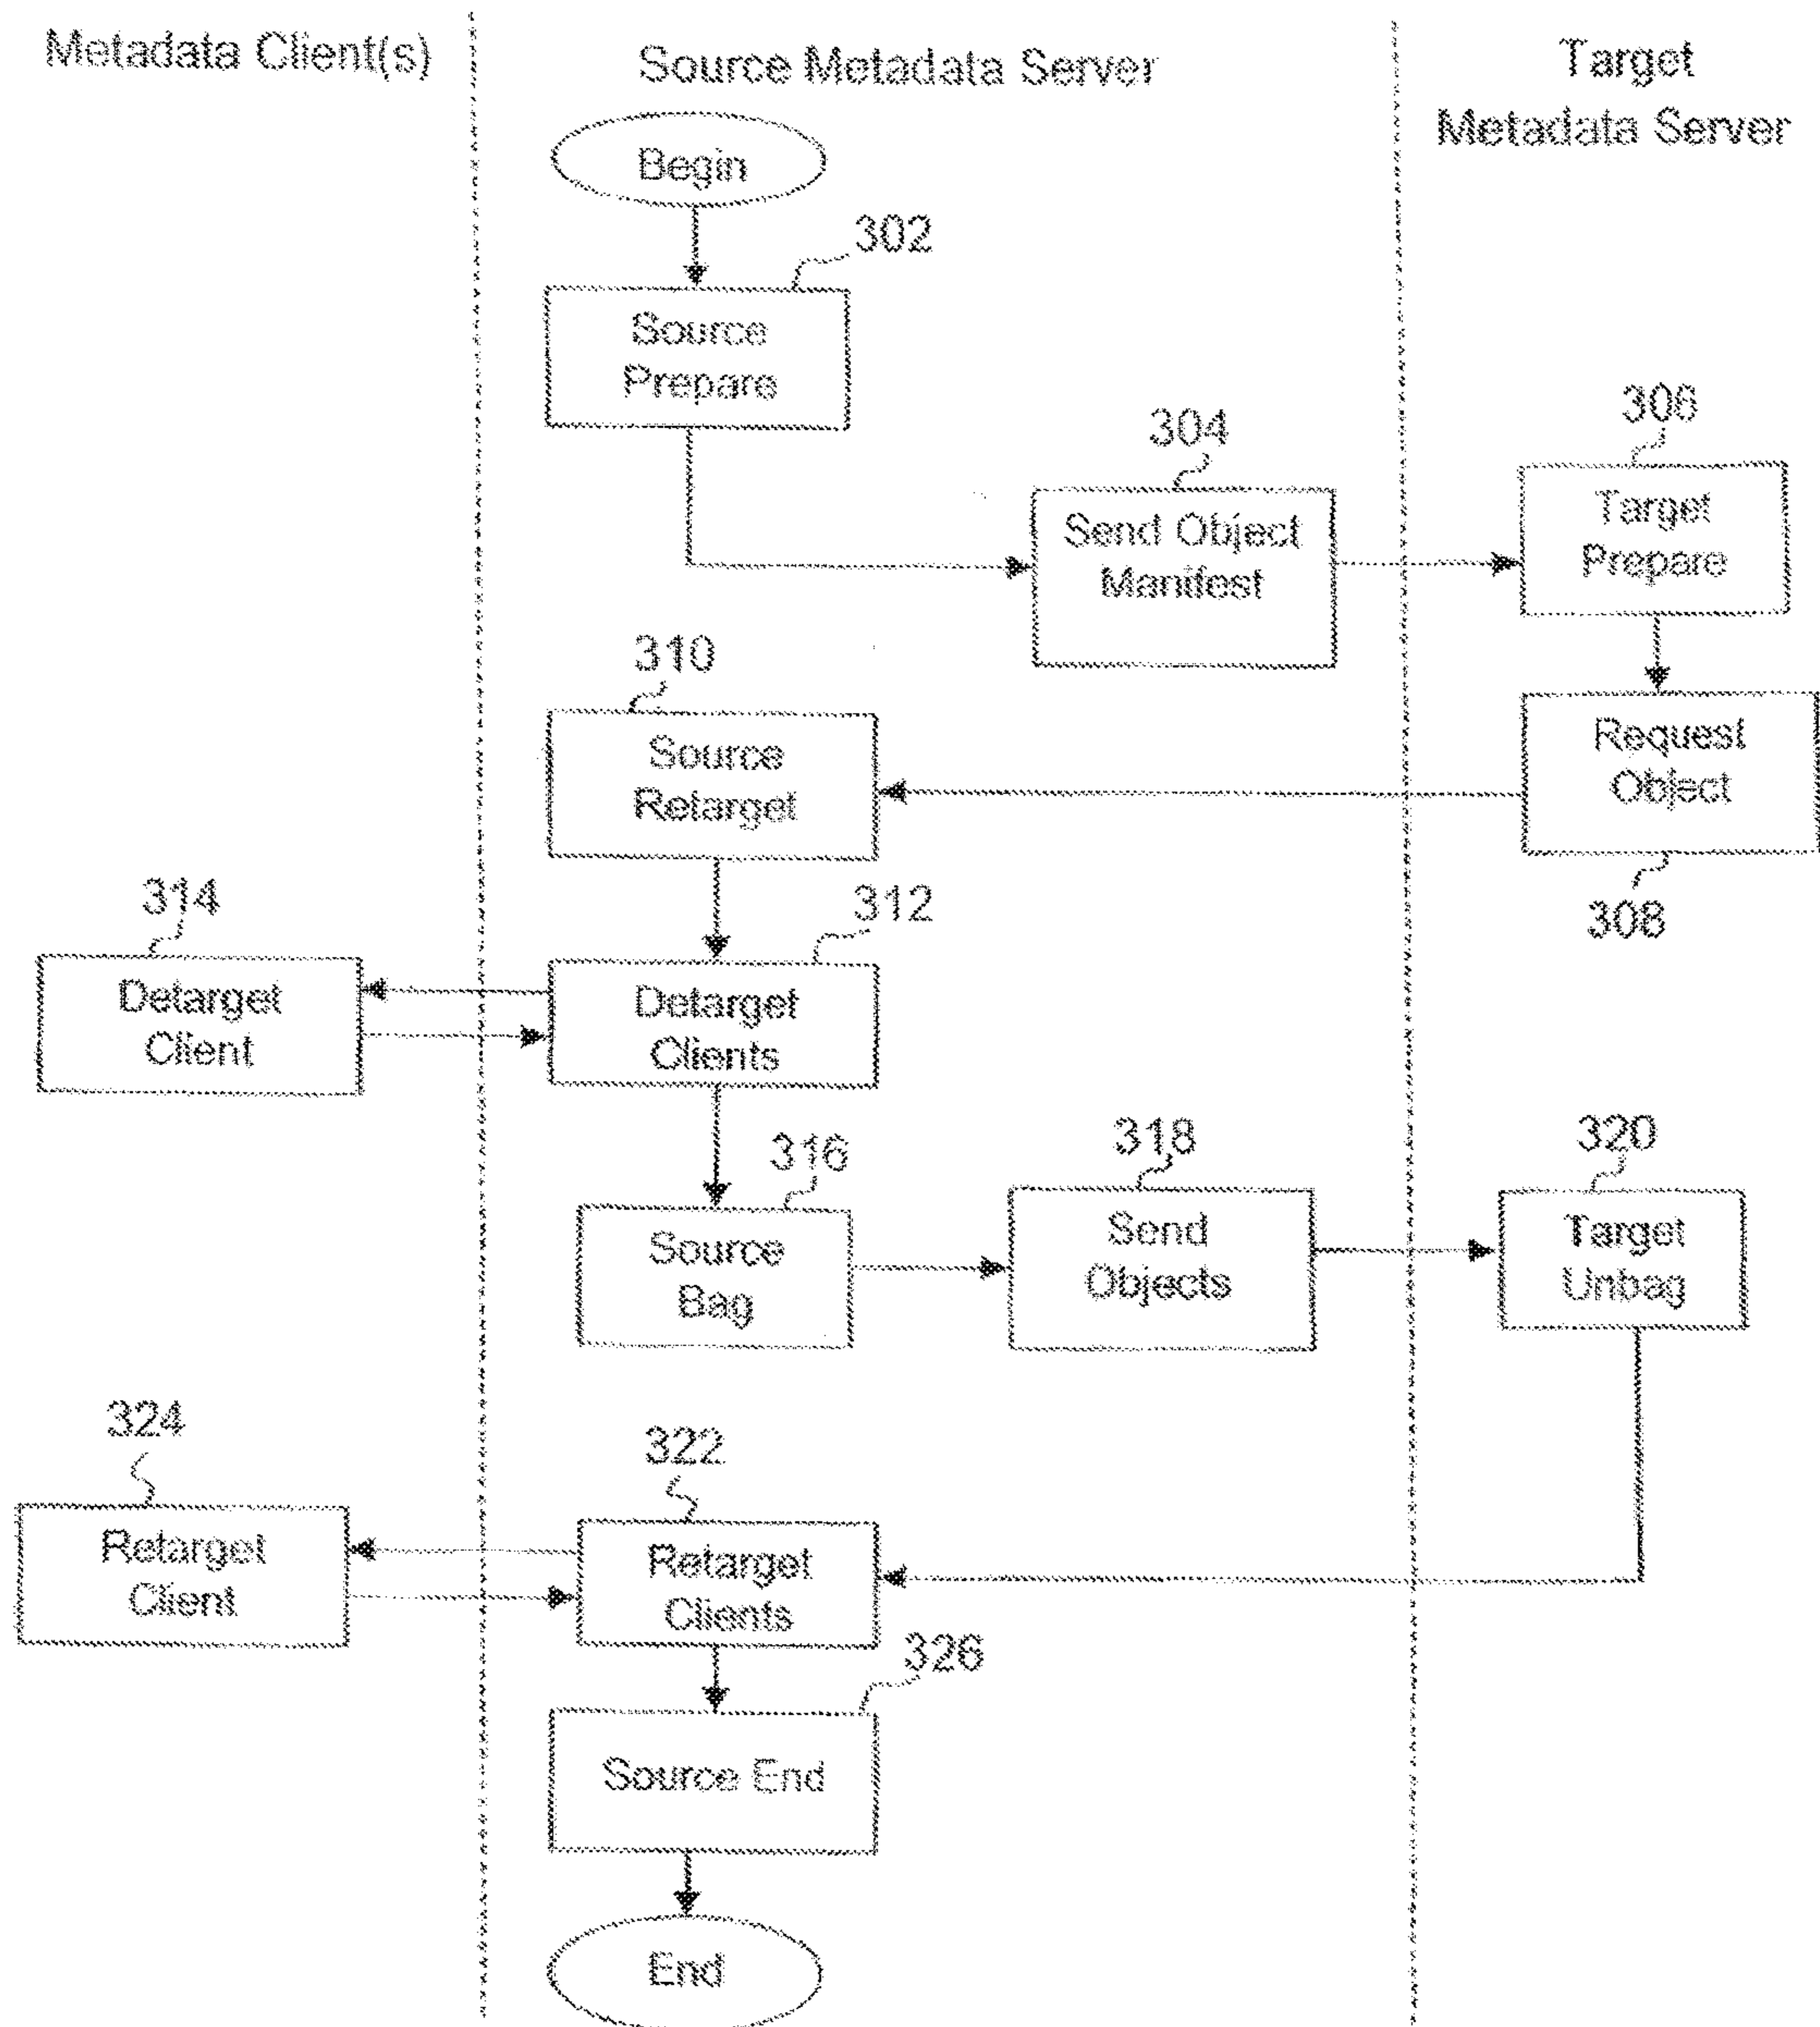 Metadata Client(s)
Source Metadata Server
Target
Metadata Server
Begin
302
Source
Prepare
304
Send Object
Manifest
306
Target
Prepare
310
Source
Retarget
Request
Object
308
314
Detarget
Client
312
Detarget
Clients
316
Source
Bag
318
Send
Objects
320
Target
Unbag
324
Retarget
Client
322
Retarget
Clients
326
Source End
End